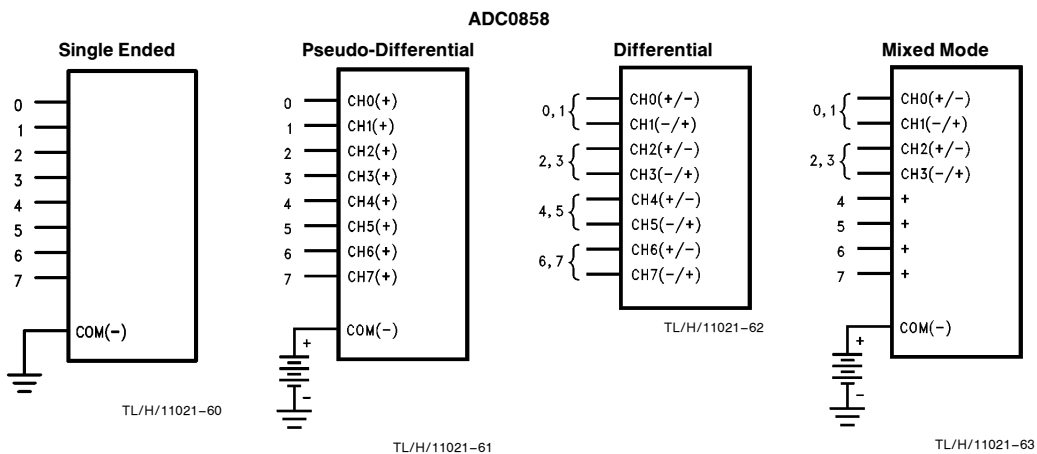 ADC0858
Single Ended
0
1
2
3
4
5
6
7
COM(−)
TL/H/11021–60
Pseudo-Differential
0 CH0(+)
1 CH1(+)
2 CH2(+)
3 CH3(+)
4 CH4(+)
5 CH5(+)
6 CH6(+)
7 CH7(+)
COM(−)
+
−
TL/H/11021–61
Differential
0,1 { CH0(+/−)
CH1(−/+)
2,3 { CH2(+/−)
CH3(−/+)
4,5 { CH4(+/−)
CH5(−/+)
6,7 { CH6(+/−)
CH7(−/+)
TL/H/11021–62
Mixed Mode
0,1 { CH0(+/−)
CH1(−/+)
2,3 { CH2(+/−)
CH3(−/+)
4 +
5 +
6 +
7 +
COM(−)
+
−
TL/H/11021–63